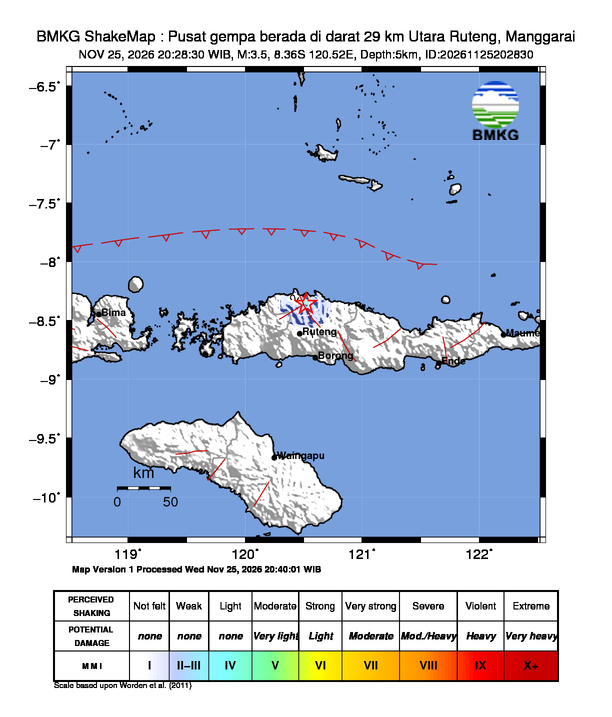 BMKG ShakeMap : Pusat gempa berada di darat 29 km Utara Ruteng, Manggarai
NOV 25, 2026 20:28:30 WIB, M:3.5, 8.36S 120.52E, Depth:5km, ID:20261125202830
−6.5°
BMKG
−7°
−7.5°
−8°
Bima
−8.5°
Ruteng
Maume
Borong
Ende
−9°
−9.5°
Waingapu
km
0 50
−10°
119° 120° 121° 122°
Map Version 1 Processed Wed Nov 25, 2026 20:40:01 WIB
PERCEIVED SHAKING Not felt Weak Light Moderate Strong Very strong Severe Violent Extreme
POTENTIAL DAMAGE none none none Very light Light Moderate Mod./Heavy Heavy Very heavy
MMI I II–III IV V VI VII VIII IX X+
Scale based upon Worden et al. (2011)